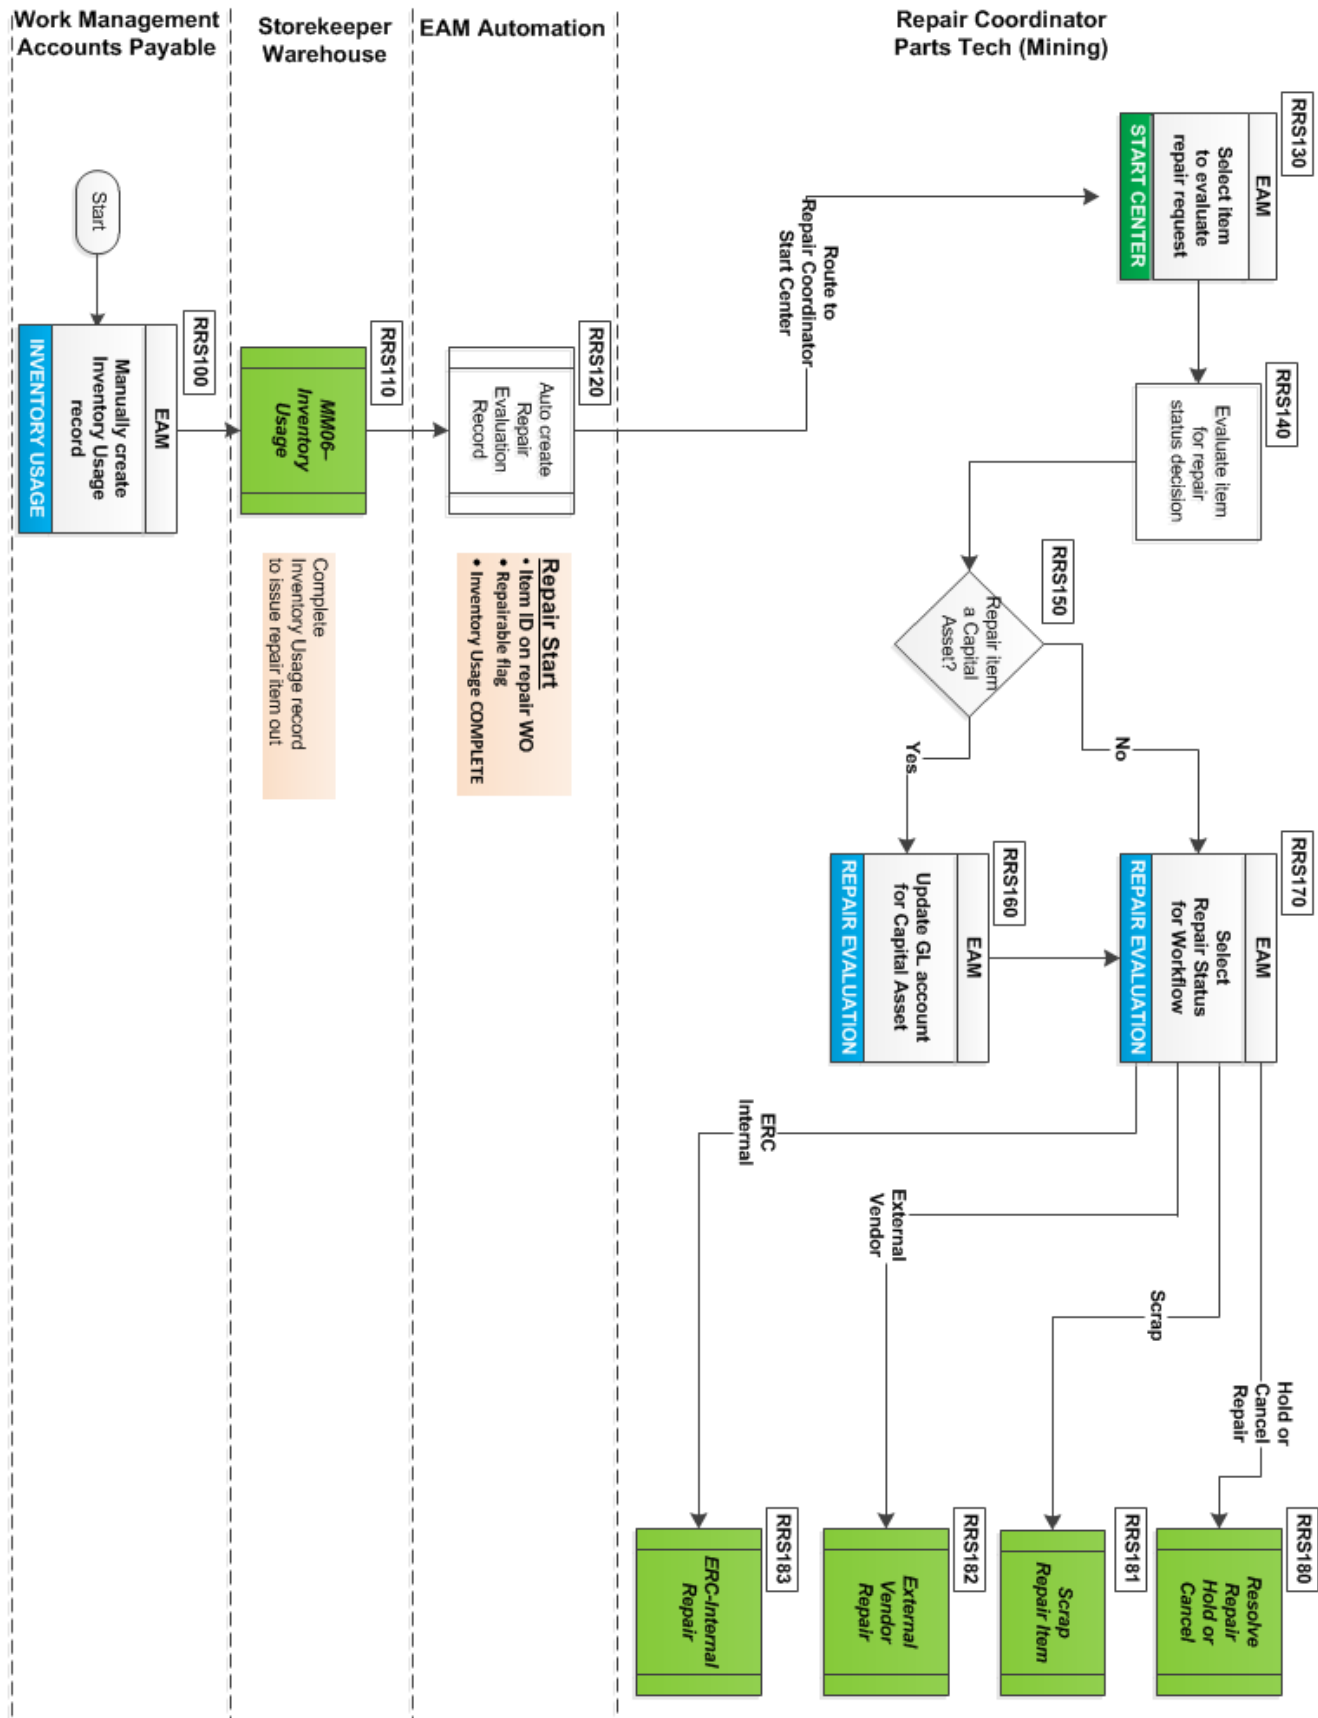 Work Management
Accounts Payable
Storekeeper
Warehouse
EAM Automation
Repair Coordinator
Parts Tech (Mining)
Start
RRS100
EAM
Manually create
Inventory Usage
record
INVENTORY USAGE
RRS110
MM06–
Inventory
Usage
Complete
Inventory Usage record
to issue repair item out
RRS120
Auto create
Repair
Evaluation
Record
Repair Start
• Item ID on repair WO
• Repairable flag
• Inventory Usage COMPLETE
Route to
Repair Coordinator
Start Center
RRS130
EAM
Select item
to evaluate
repair request
START CENTER
RRS140
Evaluate item
for repair
status decision
RRS150
Repair item
a Capital
Asset?
No
Yes
RRS160
EAM
Update GL account
for Capital Asset
REPAIR EVALUATION
RRS170
EAM
Select
Repair Status
for Workflow
REPAIR EVALUATION
Hold or
Cancel
Repair
Scrap
External
Vendor
ERC
Internal
RRS180
Resolve
Repair
Hold or
Cancel
RRS181
Scrap
Repair Item
RRS182
External
Vendor
Repair
RRS183
ERC-Internal
Repair